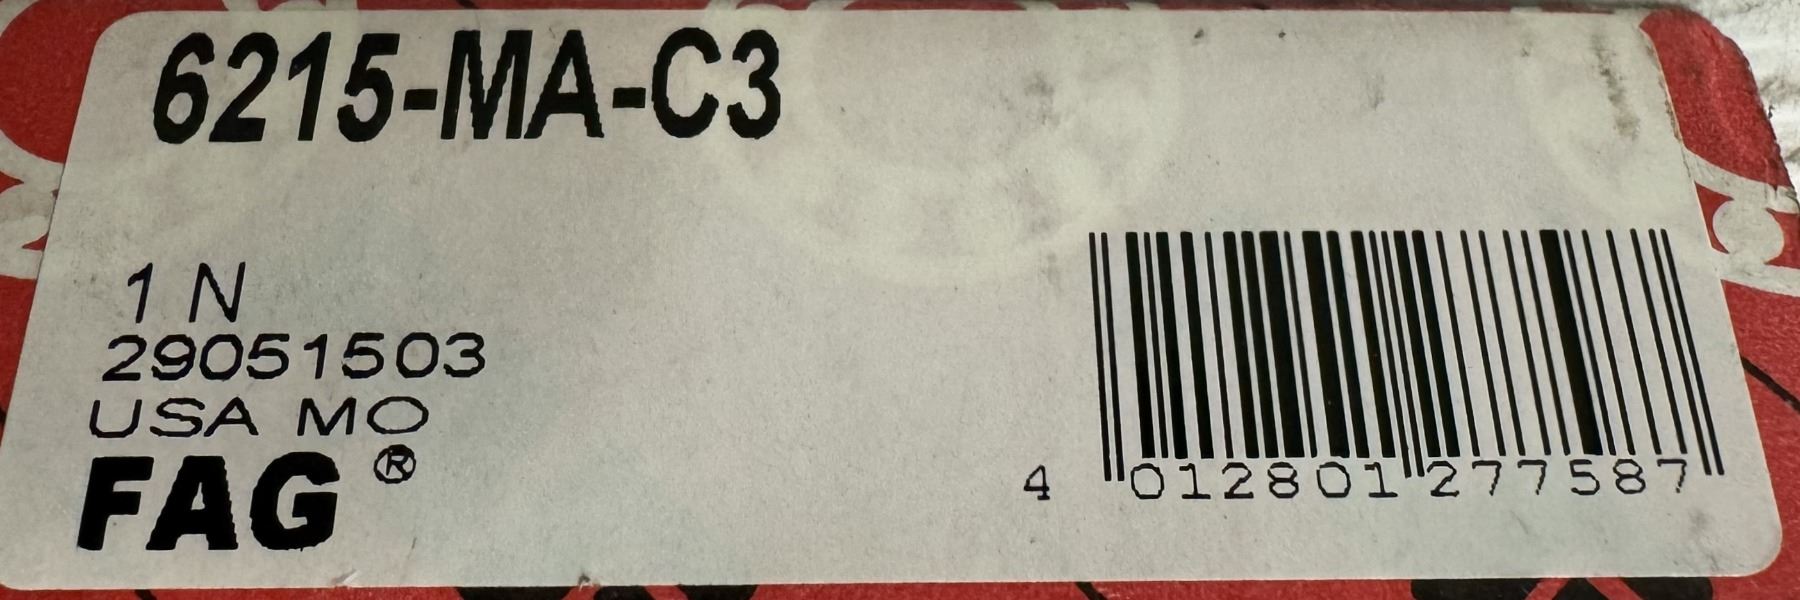 6215-MA-C3
1 N
29051503
USA MO
FAG®
4 012801 277587